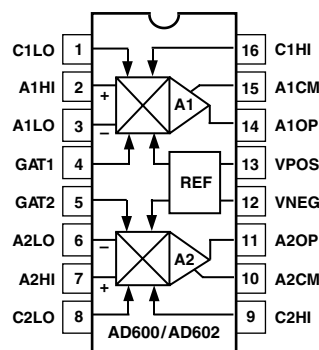 C1LO 1 16 C1HI
A1HI 2 + A1 15 A1CM
A1LO 3 − 14 A1OP
GAT1 4 REF 13 VPOS
GAT2 5 12 VNEG
A2LO 6 − 11 A2OP
A2HI 7 + A2 10 A2CM
C2LO 8 9 C2HI
AD600/AD602